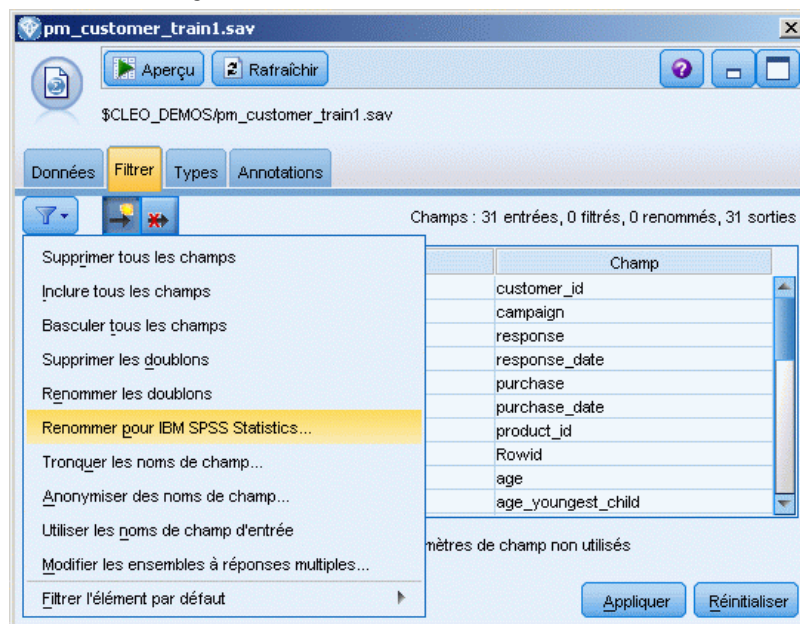 pm_customer_train1.sav
Aperçu
Rafraîchir
$CLEO_DEMOS/pm_customer_train1.sav
Données
Filtrer
Types
Annotations
Champs : 31 entrées, 0 filtrés, 0 renommés, 31 sorties
Supprimer tous les champs
Inclure tous les champs
Basculer tous les champs
Supprimer les doublons
Renommer les doublons
Renommer pour IBM SPSS Statistics...
Tronquer les noms de champ...
Anonymiser des noms de champ...
Utiliser les noms de champ d'entrée
Modifier les ensembles à réponses multiples...
Filtrer l'élément par défaut
Champ
customer_id
campaign
response
response_date
purchase
purchase_date
product_id
Rowid
age
age_youngest_child
mètres de champ non utilisés
Appliquer
Réinitialiser